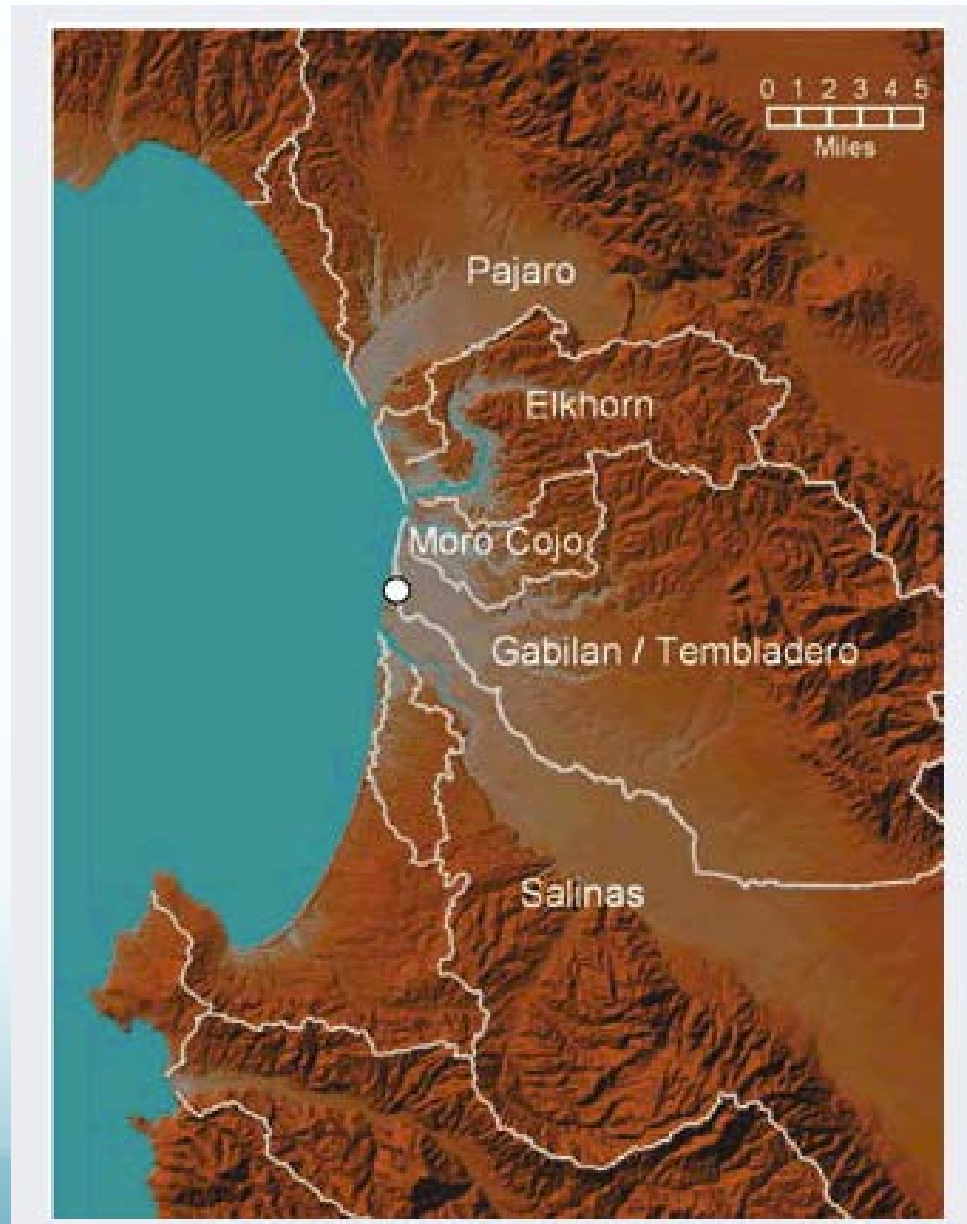 0 1 2 3 4 5
Miles
Pajaro
Elkhorn
Moro Cojo
Gabilan / Tembladero
Salinas